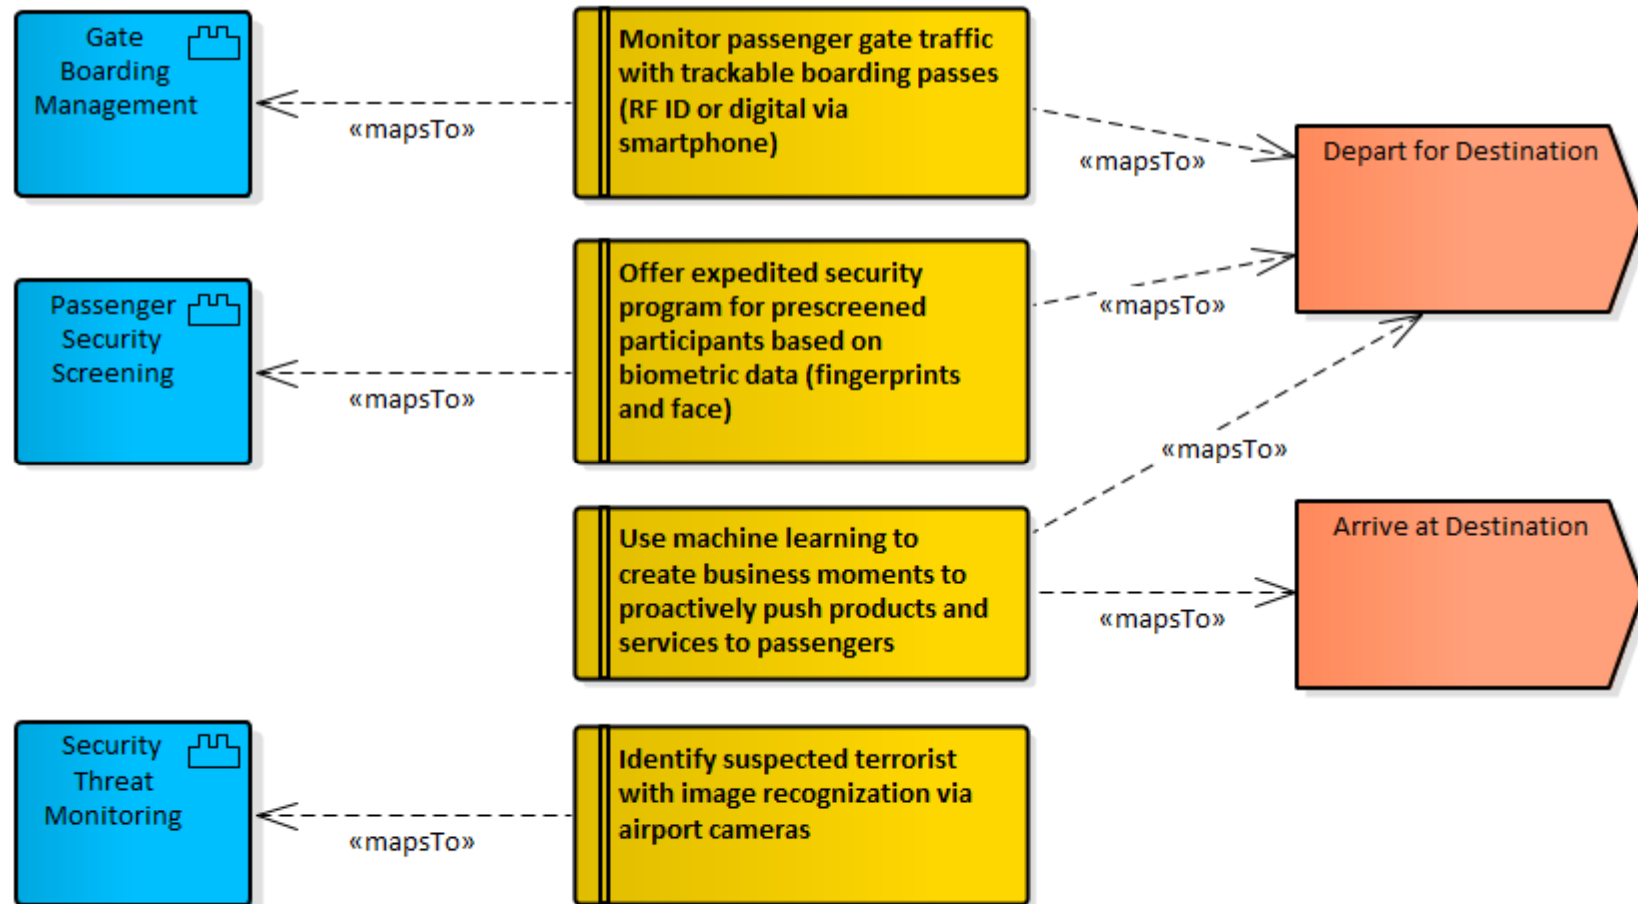 Gate
Boarding
Management
«mapsTo»
Monitor passenger gate traffic
with trackable boarding passes
(RF ID or digital via
smartphone)
«mapsTo»
Depart for Destination
Passenger
Security
Screening
«mapsTo»
Offer expedited security
program for prescreened
participants based on
biometric data (fingerprints
and face)
«mapsTo»
«mapsTo»
Use machine learning to
create business moments to
proactively push products and
services to passengers
«mapsTo»
Arrive at Destination
Security
Threat
Monitoring
«mapsTo»
Identify suspected terrorist
with image recognization via
airport cameras